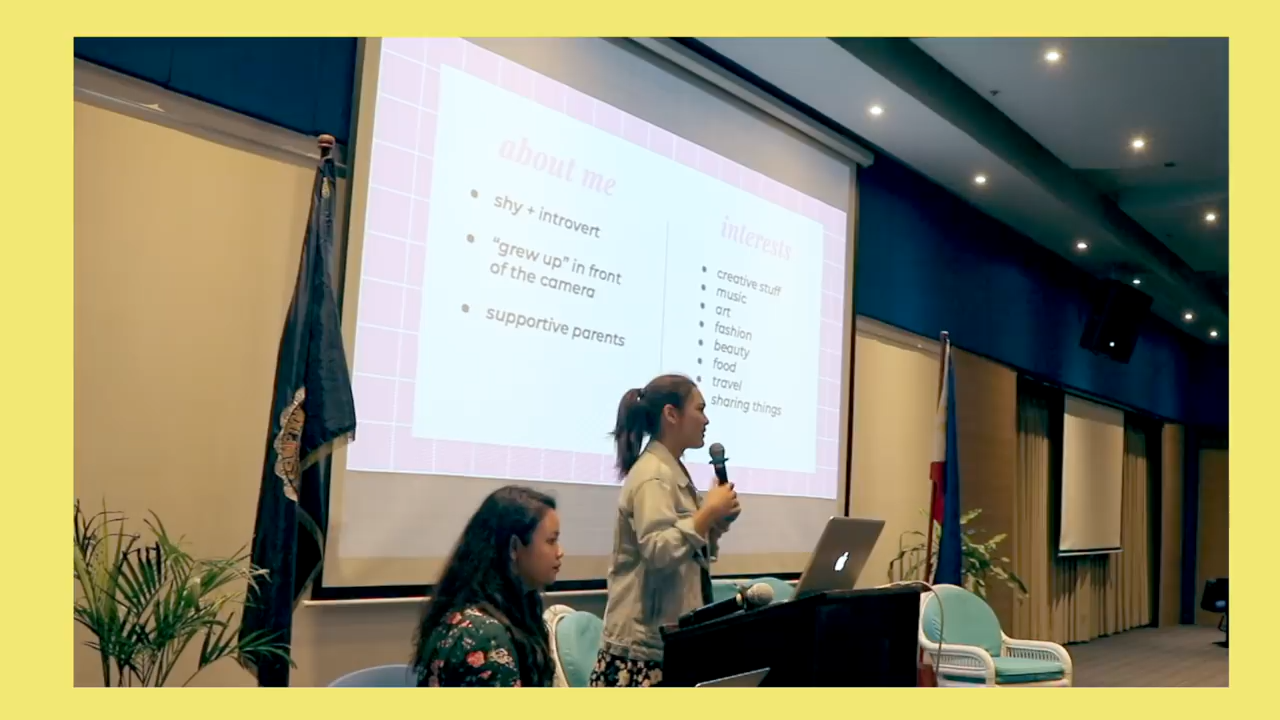 about me
shy + introvert
"grew up" in front
of the camera
supportive parents
interests
creative stuff
music
art
fashion
beauty
food
travel
sharing things